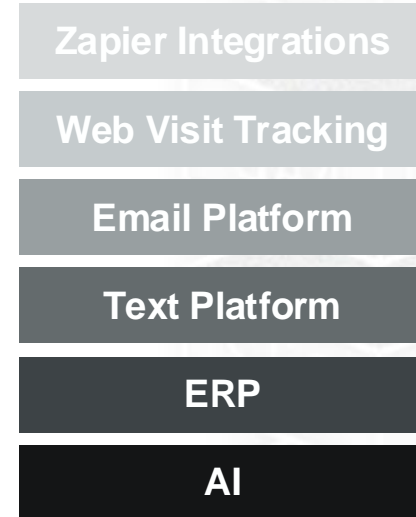 Zapier Integrations
Web Visit Tracking
Email Platform
Text Platform
ERP
AI